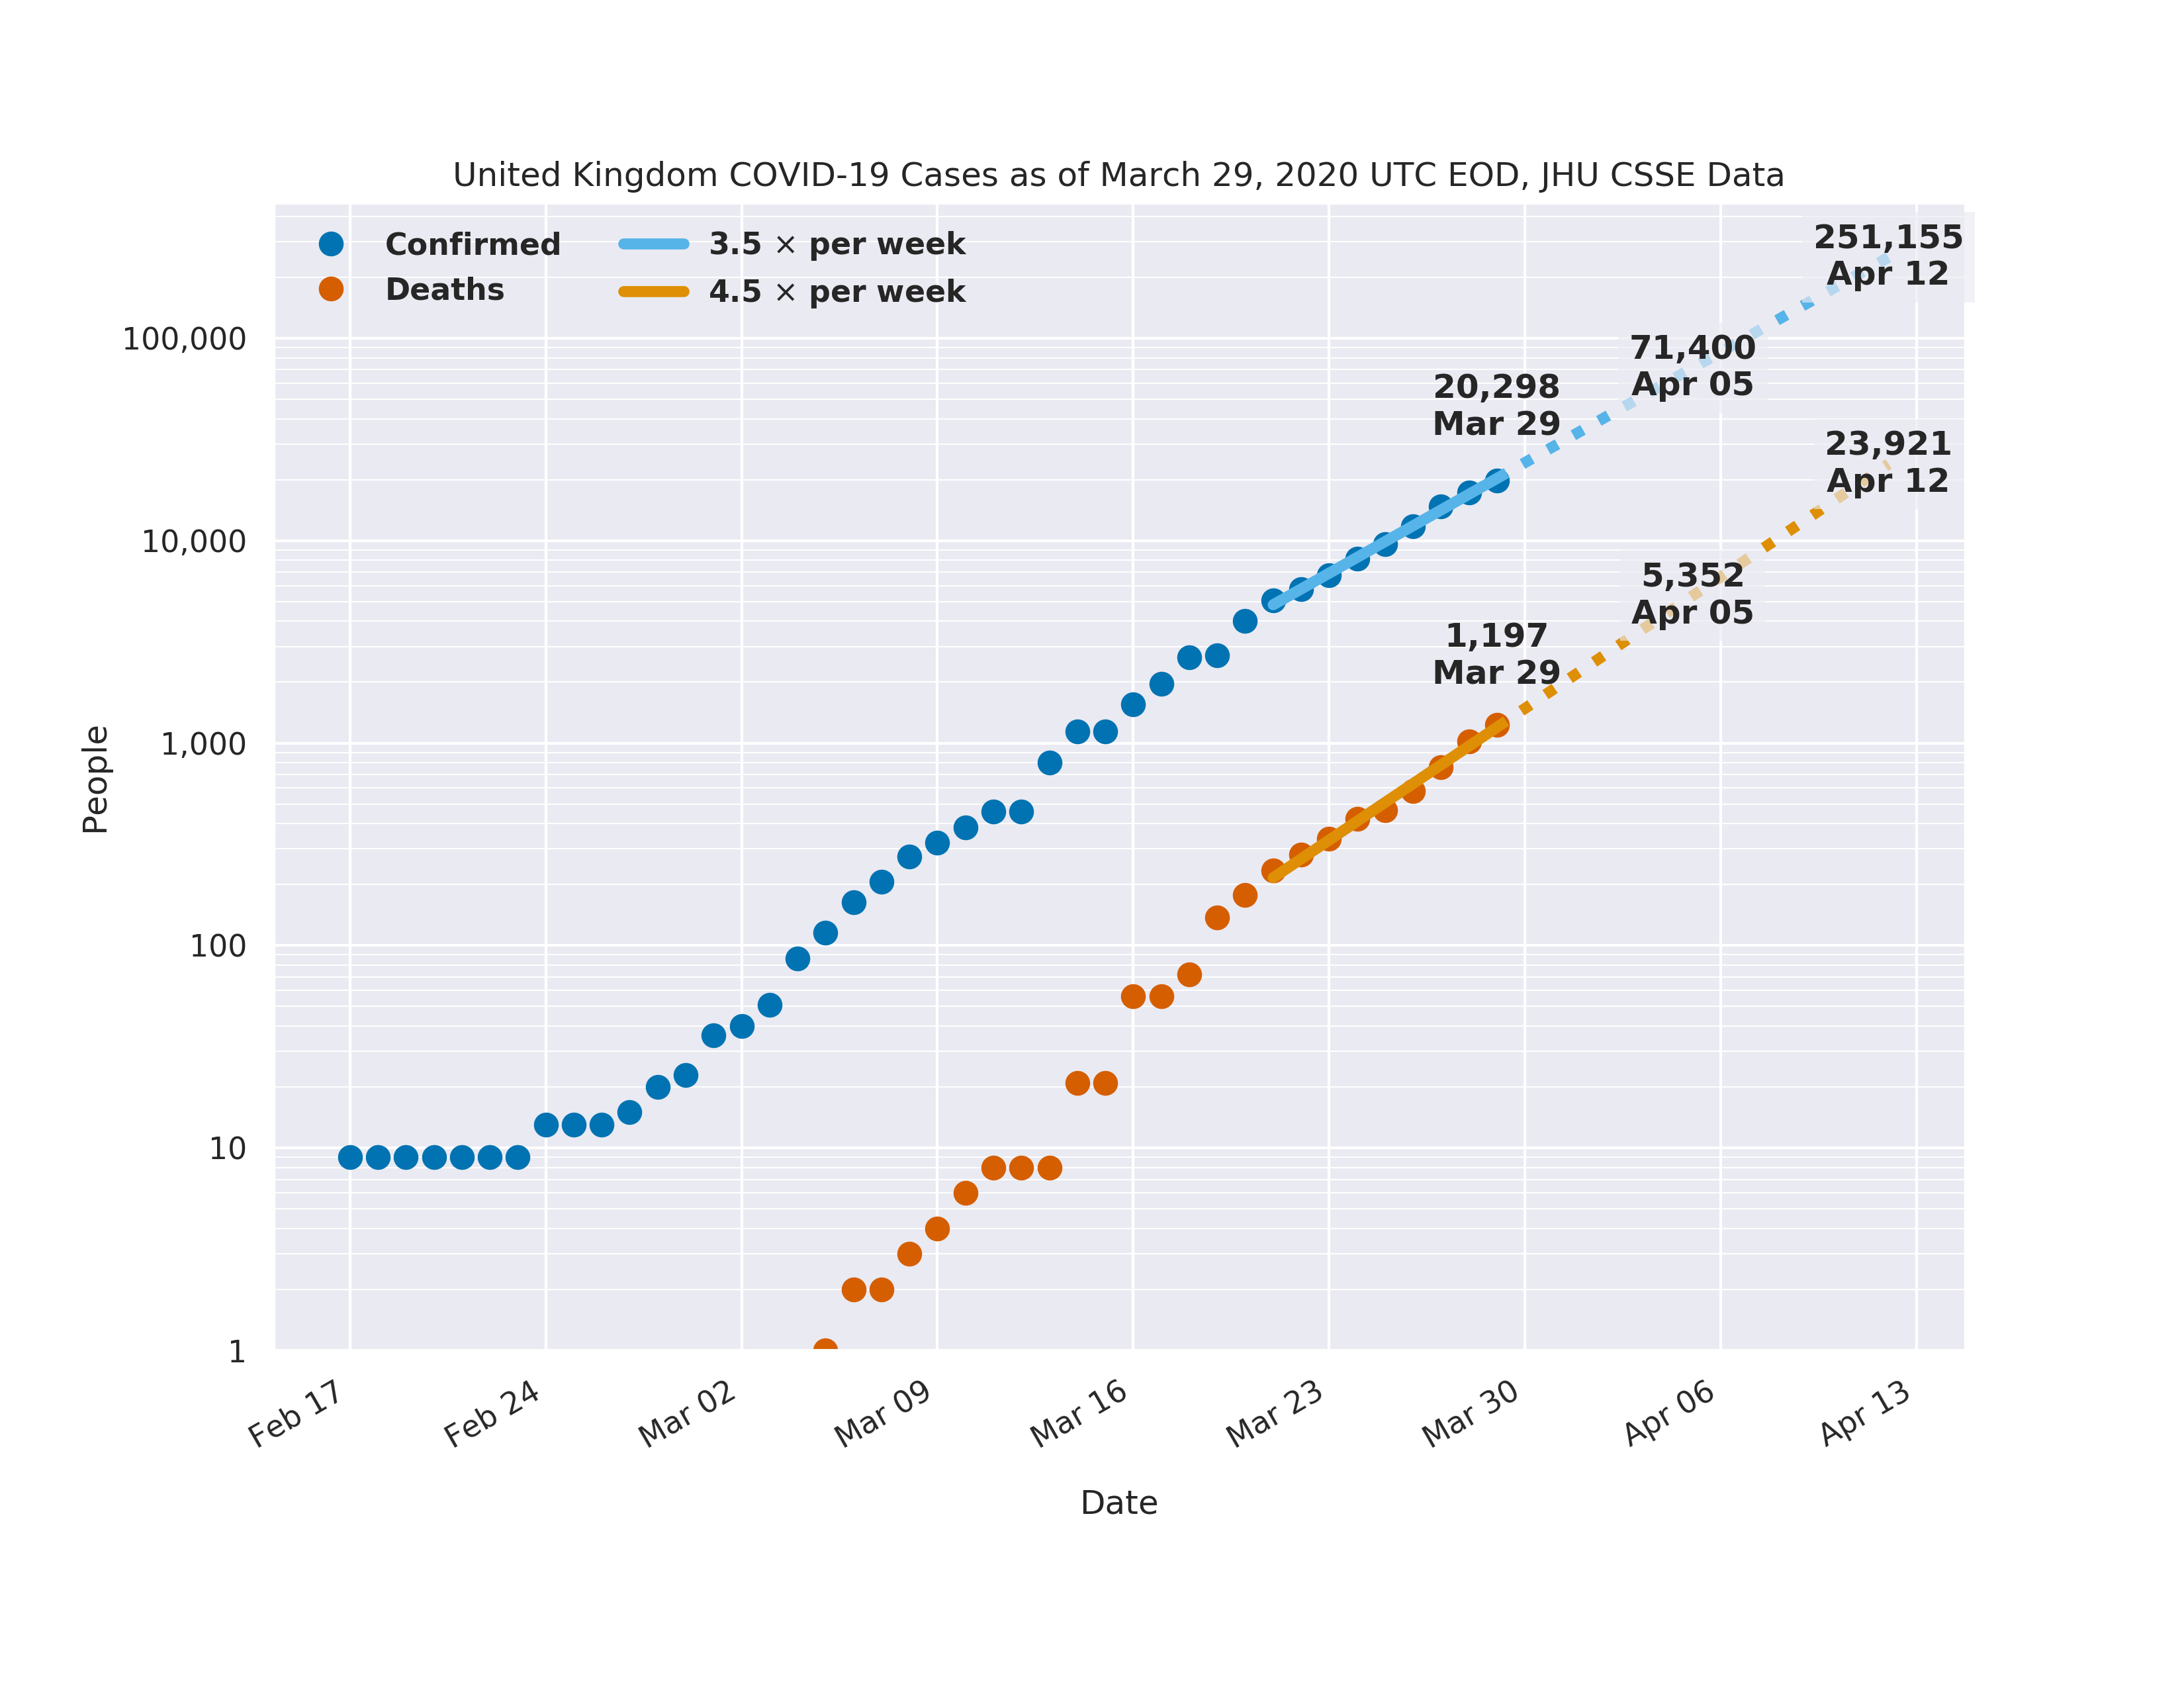 United Kingdom COVID-19 Cases as of March 29, 2020 UTC EOD, JHU CSSE Data
Confirmed
Deaths
3.5 × per week
4.5 × per week
251,155
Apr 12
71,400
Apr 05
20,298
Mar 29
23,921
Apr 12
5,352
Apr 05
1,197
Mar 29
People
100,000
10,000
1,000
100
10
1
Feb 17
Feb 24
Mar 02
Mar 09
Mar 16
Mar 23
Mar 30
Apr 06
Apr 13
Date